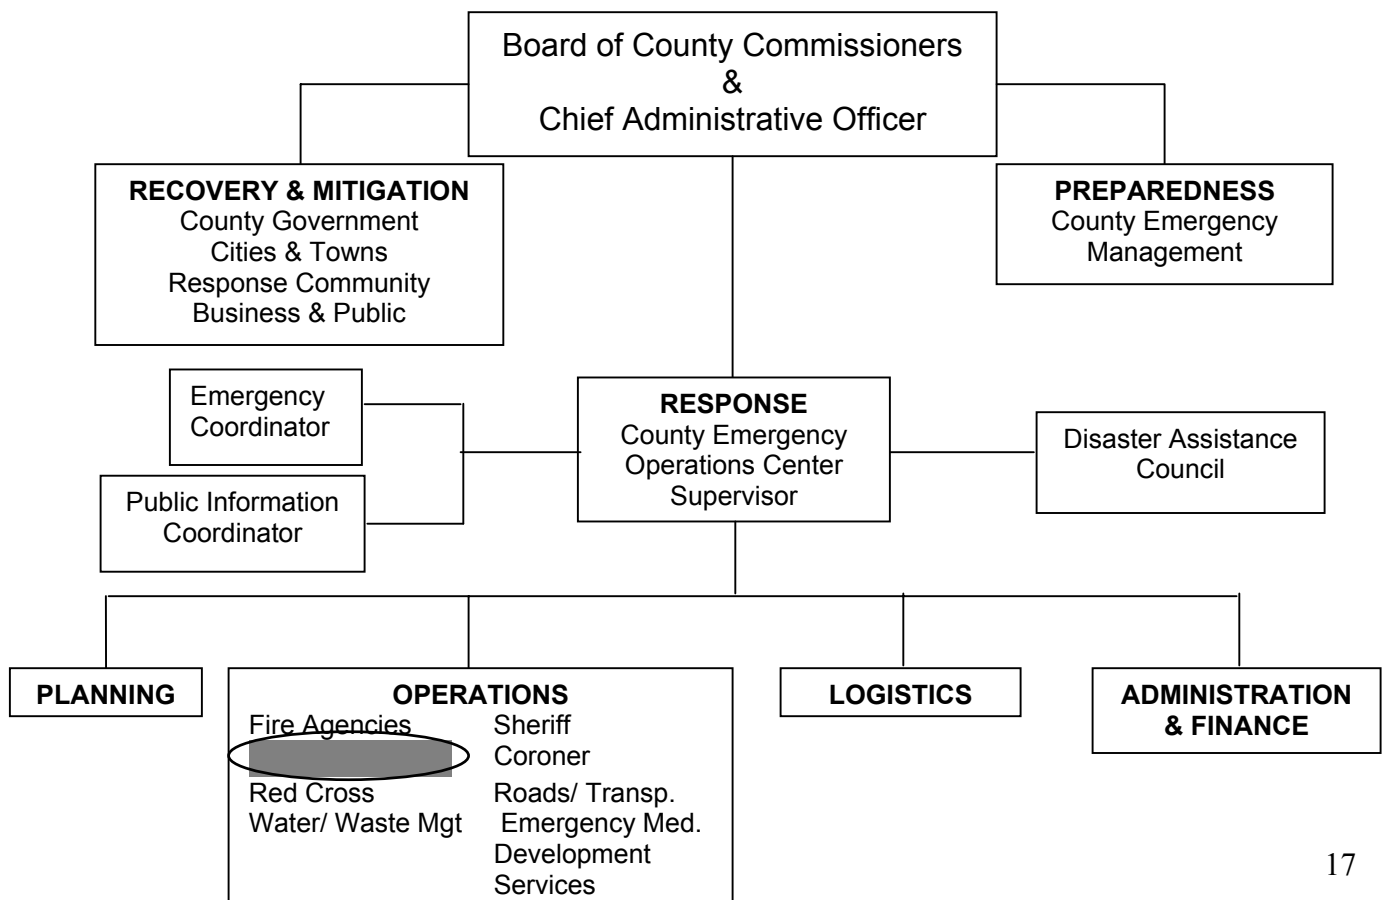 Board of County Commissioners
&
Chief Administrative Officer
RECOVERY & MITIGATION
County Government
Cities & Towns
Response Community
Business & Public
PREPAREDNESS
County Emergency
Management
Emergency
Coordinator
Public Information
Coordinator
RESPONSE
County Emergency
Operations Center
Supervisor
Disaster Assistance
Council
PLANNING
OPERATIONS
Fire Agencies
Red Cross
Water/ Waste Mgt
Sheriff
Coroner
Roads/ Transp.
Emergency Med.
Development
Services
LOGISTICS
ADMINISTRATION
& FINANCE
17